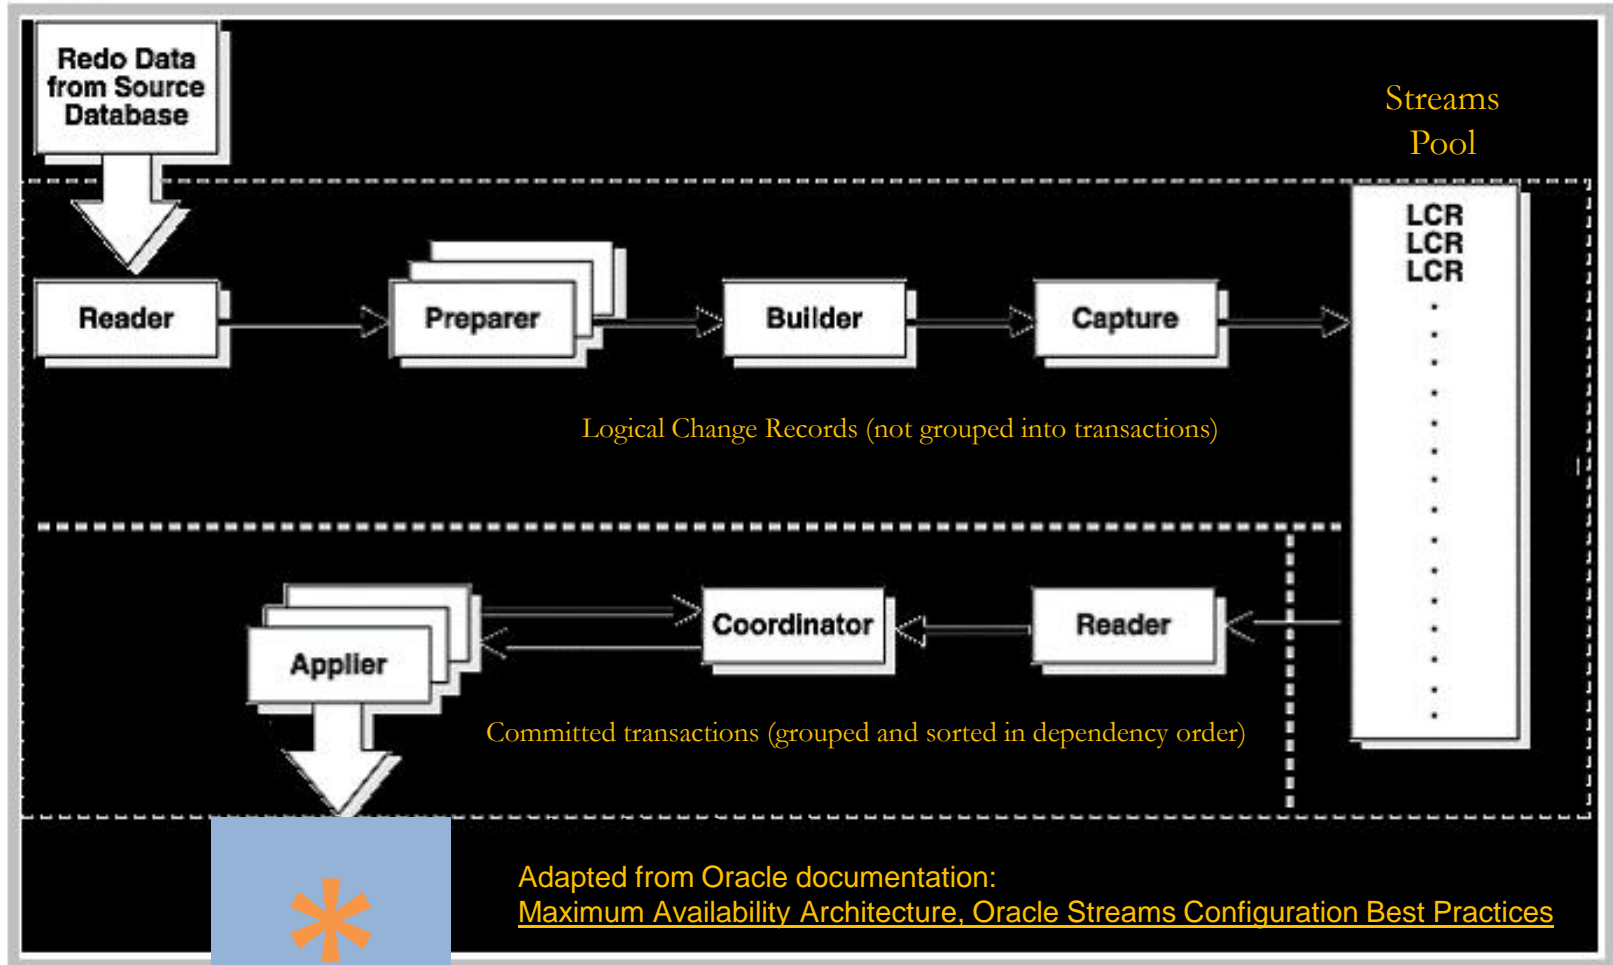 Redo Data
from Source
Database
Streams
Pool
LCR
LCR
LCR
Reader
Preparer
Builder
Capture
Logical Change Records (not grouped into transactions)
Applier
Coordinator
Reader
Committed transactions (grouped and sorted in dependency order)
*
Adapted from Oracle documentation:
Maximum Availability Architecture, Oracle Streams Configuration Best Practices